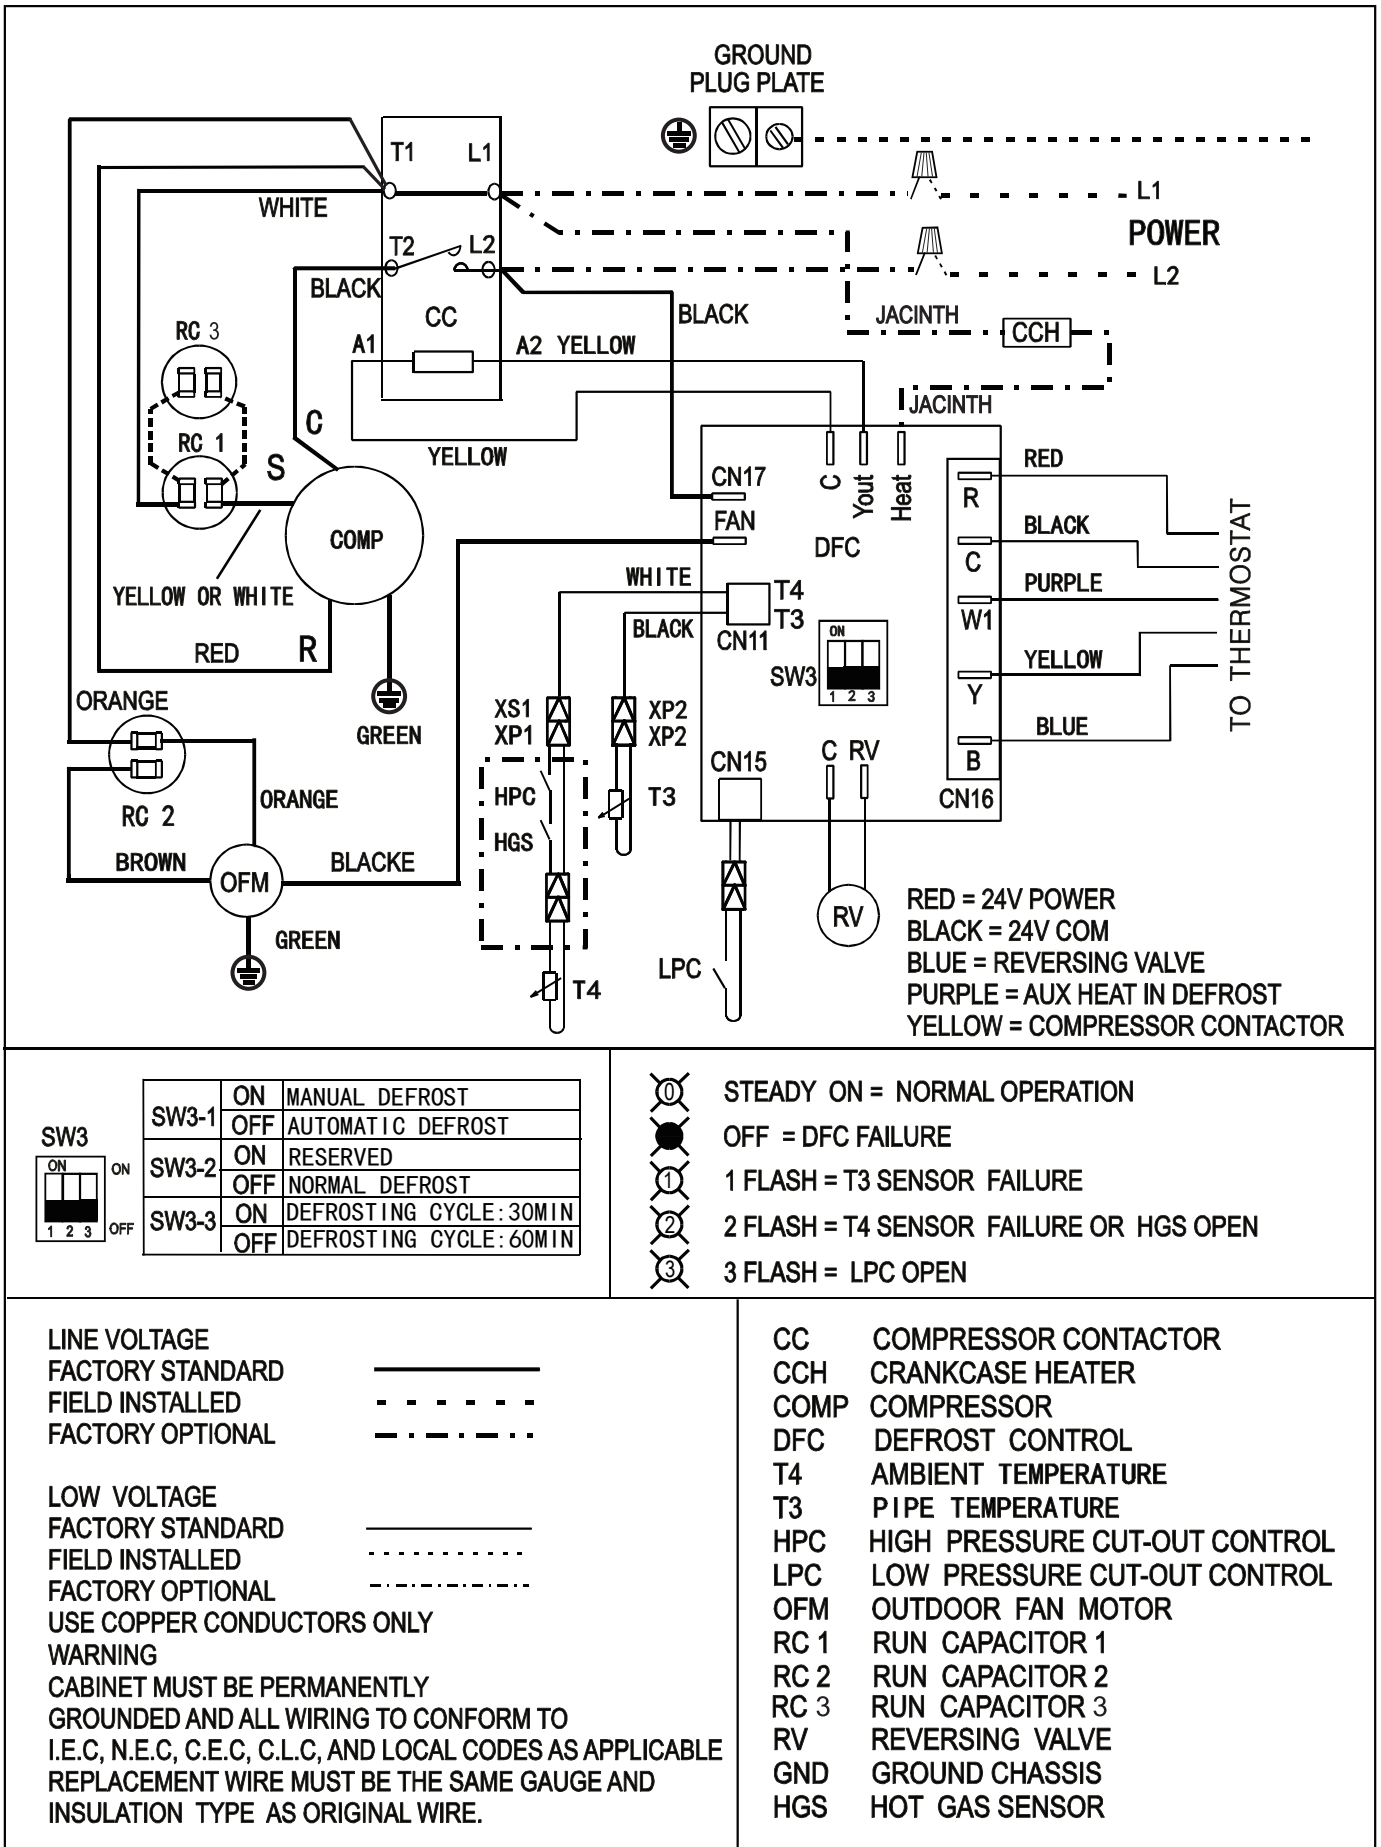 GROUND
PLUG PLATE
T1 L1
L1
WHITE
POWER
T2 L2
L2
BLACK
BLACK
JACINTH
CCH
CC
RC 3
A1
A2 YELLOW
JACINTH
C
RC 1
YELLOW
S
CN17
C
Yout
Heat
RED
R
FAN
BLACK
COMP
DFC
C
WHITE
T4
PURPLE
YELLOW OR WHITE
T3
W1
BLACK
CN11
ON
RED
R
SW3
YELLOW
1 2 3
Y
TO THERMOSTAT
ORANGE
XS1
XP2
BLUE
XP1
XP2
GREEN
C RV
CN15
B
HPC
T3
CN16
ORANGE
RC 2
HGS
BROWN
BLACKE
OFM
RED = 24V POWER
RV
BLACK = 24V COM
GREEN
BLUE = REVERSING VALVE
LPC
T4
PURPLE = AUX HEAT IN DEFROST
YELLOW = COMPRESSOR CONTACTOR
SW3
ON
ON
1 2 3
OFF
SW3-1
ON MANUAL DEFROST
OFF AUTOMATIC DEFROST
SW3-2
ON RESERVED
OFF NORMAL DEFROST
SW3-3
ON DEFROSTING CYCLE:30MIN
OFF DEFROSTING CYCLE:60MIN
0 STEADY ON = NORMAL OPERATION
OFF = DFC FAILURE
1 1 FLASH = T3 SENSOR FAILURE
2 2 FLASH = T4 SENSOR FAILURE OR HGS OPEN
3 3 FLASH = LPC OPEN
LINE VOLTAGE
FACTORY STANDARD
FIELD INSTALLED
FACTORY OPTIONAL
LOW VOLTAGE
FACTORY STANDARD
FIELD INSTALLED
FACTORY OPTIONAL
USE COPPER CONDUCTORS ONLY
WARNING
CABINET MUST BE PERMANENTLY
GROUNDED AND ALL WIRING TO CONFORM TO
I.E.C, N.E.C, C.E.C, C.L.C, AND LOCAL CODES AS APPLICABLE
REPLACEMENT WIRE MUST BE THE SAME GAUGE AND
INSULATION TYPE AS ORIGINAL WIRE.
CC COMPRESSOR CONTACTOR
CCH CRANKCASE HEATER
COMP COMPRESSOR
DFC DEFROST CONTROL
T4 AMBIENT TEMPERATURE
T3 PIPE TEMPERATURE
HPC HIGH PRESSURE CUT-OUT CONTROL
LPC LOW PRESSURE CUT-OUT CONTROL
OFM OUTDOOR FAN MOTOR
RC 1 RUN CAPACITOR 1
RC 2 RUN CAPACITOR 2
RC 3 RUN CAPACITOR 3
RV REVERSING VALVE
GND GROUND CHASSIS
HGS HOT GAS SENSOR